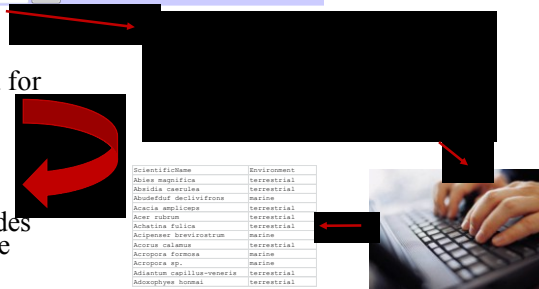 for
des
e
ScientificName Environment
Abies magnifica terrestrial
Absidia caerulea terrestrial
Abudefduf declivifrons marine
Acacia ampliceps terrestrial
Acer rubrum terrestrial
Achatina fulica terrestrial
Acipenser brevirostrum marine
Acorus calamus terrestrial
Acropora formosa marine
Acropora sp. marine
Adiantum capillus-veneris terrestrial
Adoxophyes honmai terrestrial